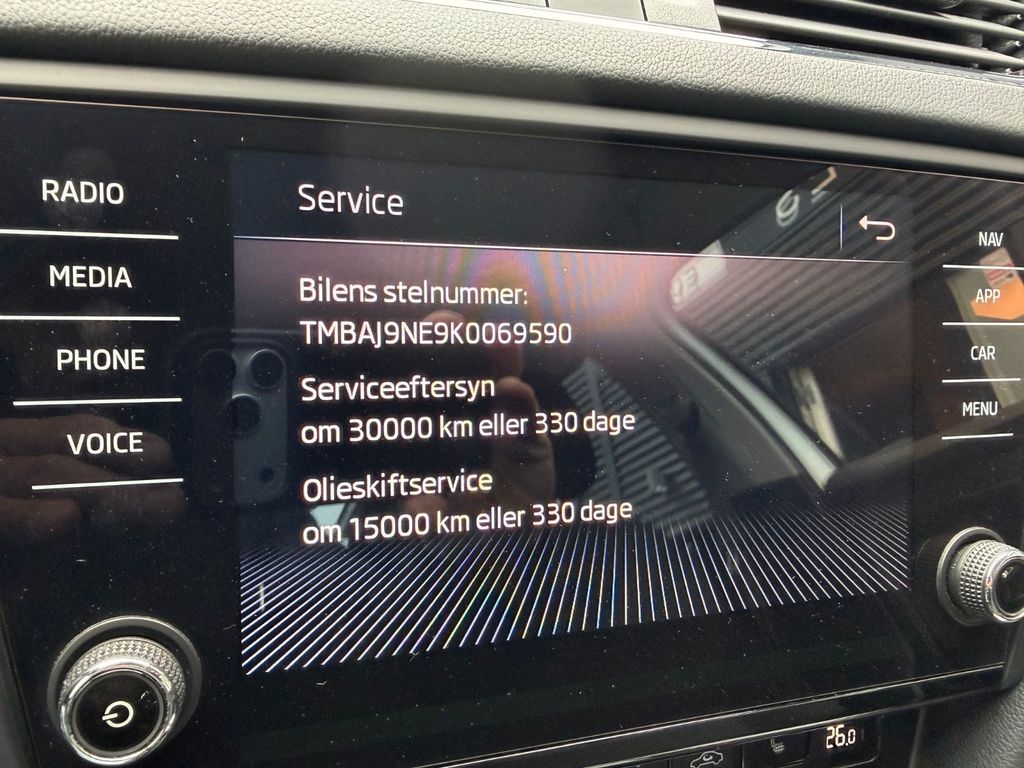 RADIO
MEDIA
PHONE
VOICE
Service
Bilens stelnummer:
TMBAJ9NE9K0069590
Serviceeftersyn
om 30000 km eller 330 dage
Olieskiftservice
om 15000 km eller 330 dage
NAV
APP
CAR
MENU
26.0